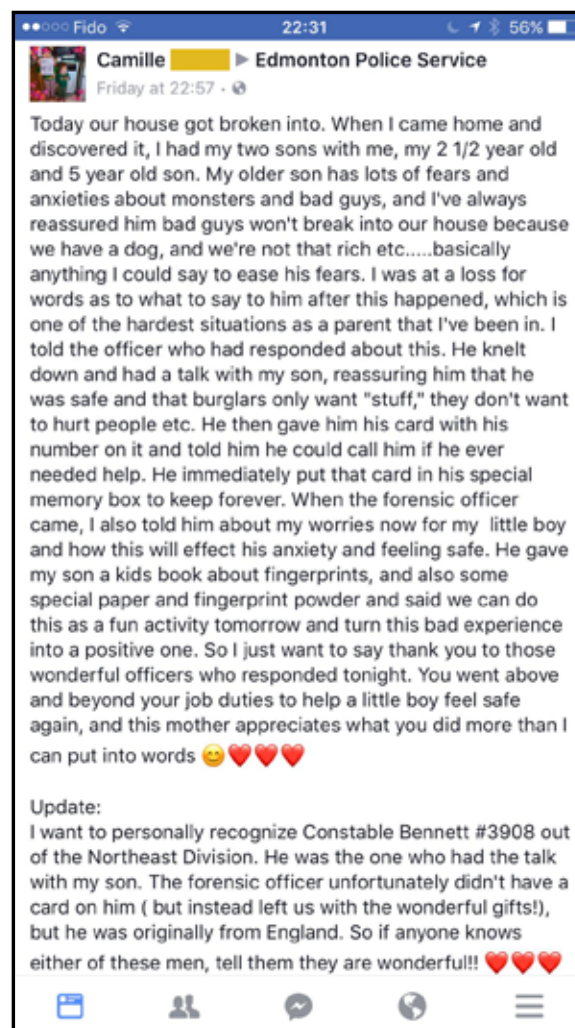 Fido 22:31 56%
Camille ▶ Edmonton Police Service
Friday at 22:57 ·
Today our house got broken into. When I came home and
discovered it, I had my two sons with me, my 2 1/2 year old
and 5 year old son. My older son has lots of fears and
anxieties about monsters and bad guys, and I've always
reassured him bad guys won't break into our house because
we have a dog, and we're not that rich etc.....basically
anything I could say to ease his fears. I was at a loss for
words as to what to say to him after this happened, which is
one of the hardest situations as a parent that I've been in. I
told the officer who had responded about this. He knelt
down and had a talk with my son, reassuring him that he
was safe and that burglars only want "stuff," they don't want
to hurt people etc. He then gave him his card with his
number on it and told him he could call him if he ever
needed help. He immediately put that card in his special
memory box to keep forever. When the forensic officer
came, I also told him about my worries now for my little boy
and how this will effect his anxiety and feeling safe. He gave
my son a kids book about fingerprints, and also some
special paper and fingerprint powder and said we can do
this as a fun activity tomorrow and turn this bad experience
into a positive one. So I just want to say thank you to those
wonderful officers who responded tonight. You went above
and beyond your job duties to help a little boy feel safe
again, and this mother appreciates what you did more than I
can put into words 😊❤️❤️❤️
Update:
I want to personally recognize Constable Bennett #3908 out
of the Northeast Division. He was the one who had the talk
with my son. The forensic officer unfortunately didn't have a
card on him ( but instead left us with the wonderful gifts!),
but he was originally from England. So if anyone knows
either of these men, tell them they are wonderful!! ❤️❤️❤️